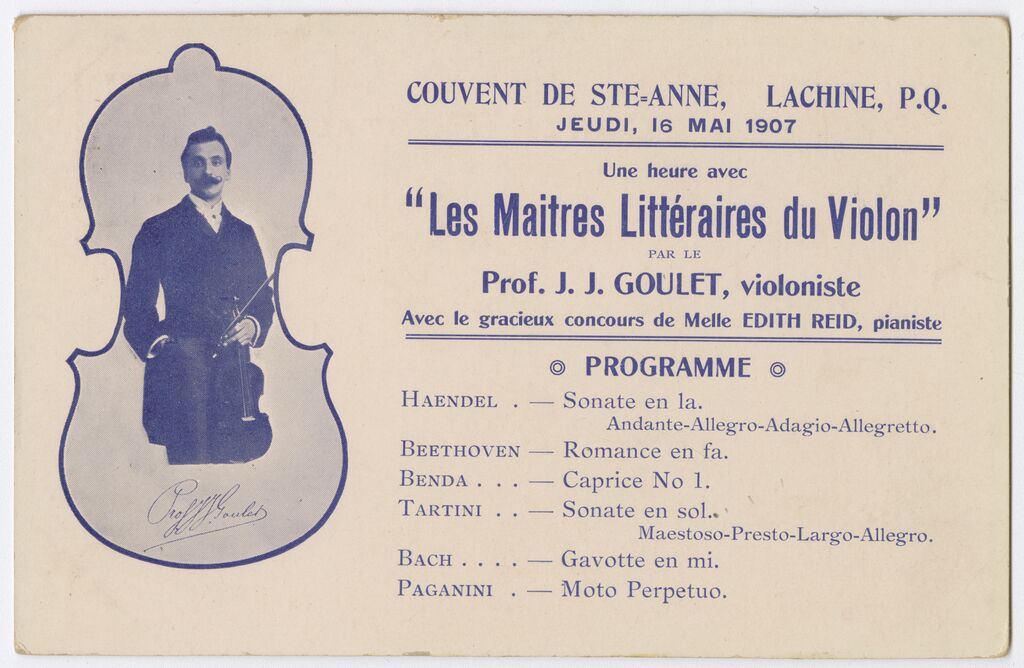 COUVENT DE STE=ANNE, LACHINE, P.Q.
JEUDI, 16 MAI 1907
Une heure avec
"Les Maitres Littéraires du Violon"
PAR LE
Prof. J. J. GOULET, violoniste
Avec le gracieux concours de Melle EDITH REID, pianiste
◎ PROGRAMME ◎
HAENDEL . — Sonate en la.
Andante-Allegro-Adagio-Allegretto.
BEETHOVEN — Romance en fa.
BENDA . . . — Caprice No 1.
TARTINI . . — Sonate en sol.
Maestoso-Presto-Largo-Allegro.
BACH . . . . — Gavotte en mi.
PAGANINI . — Moto Perpetuo.
Prof J J Goulet